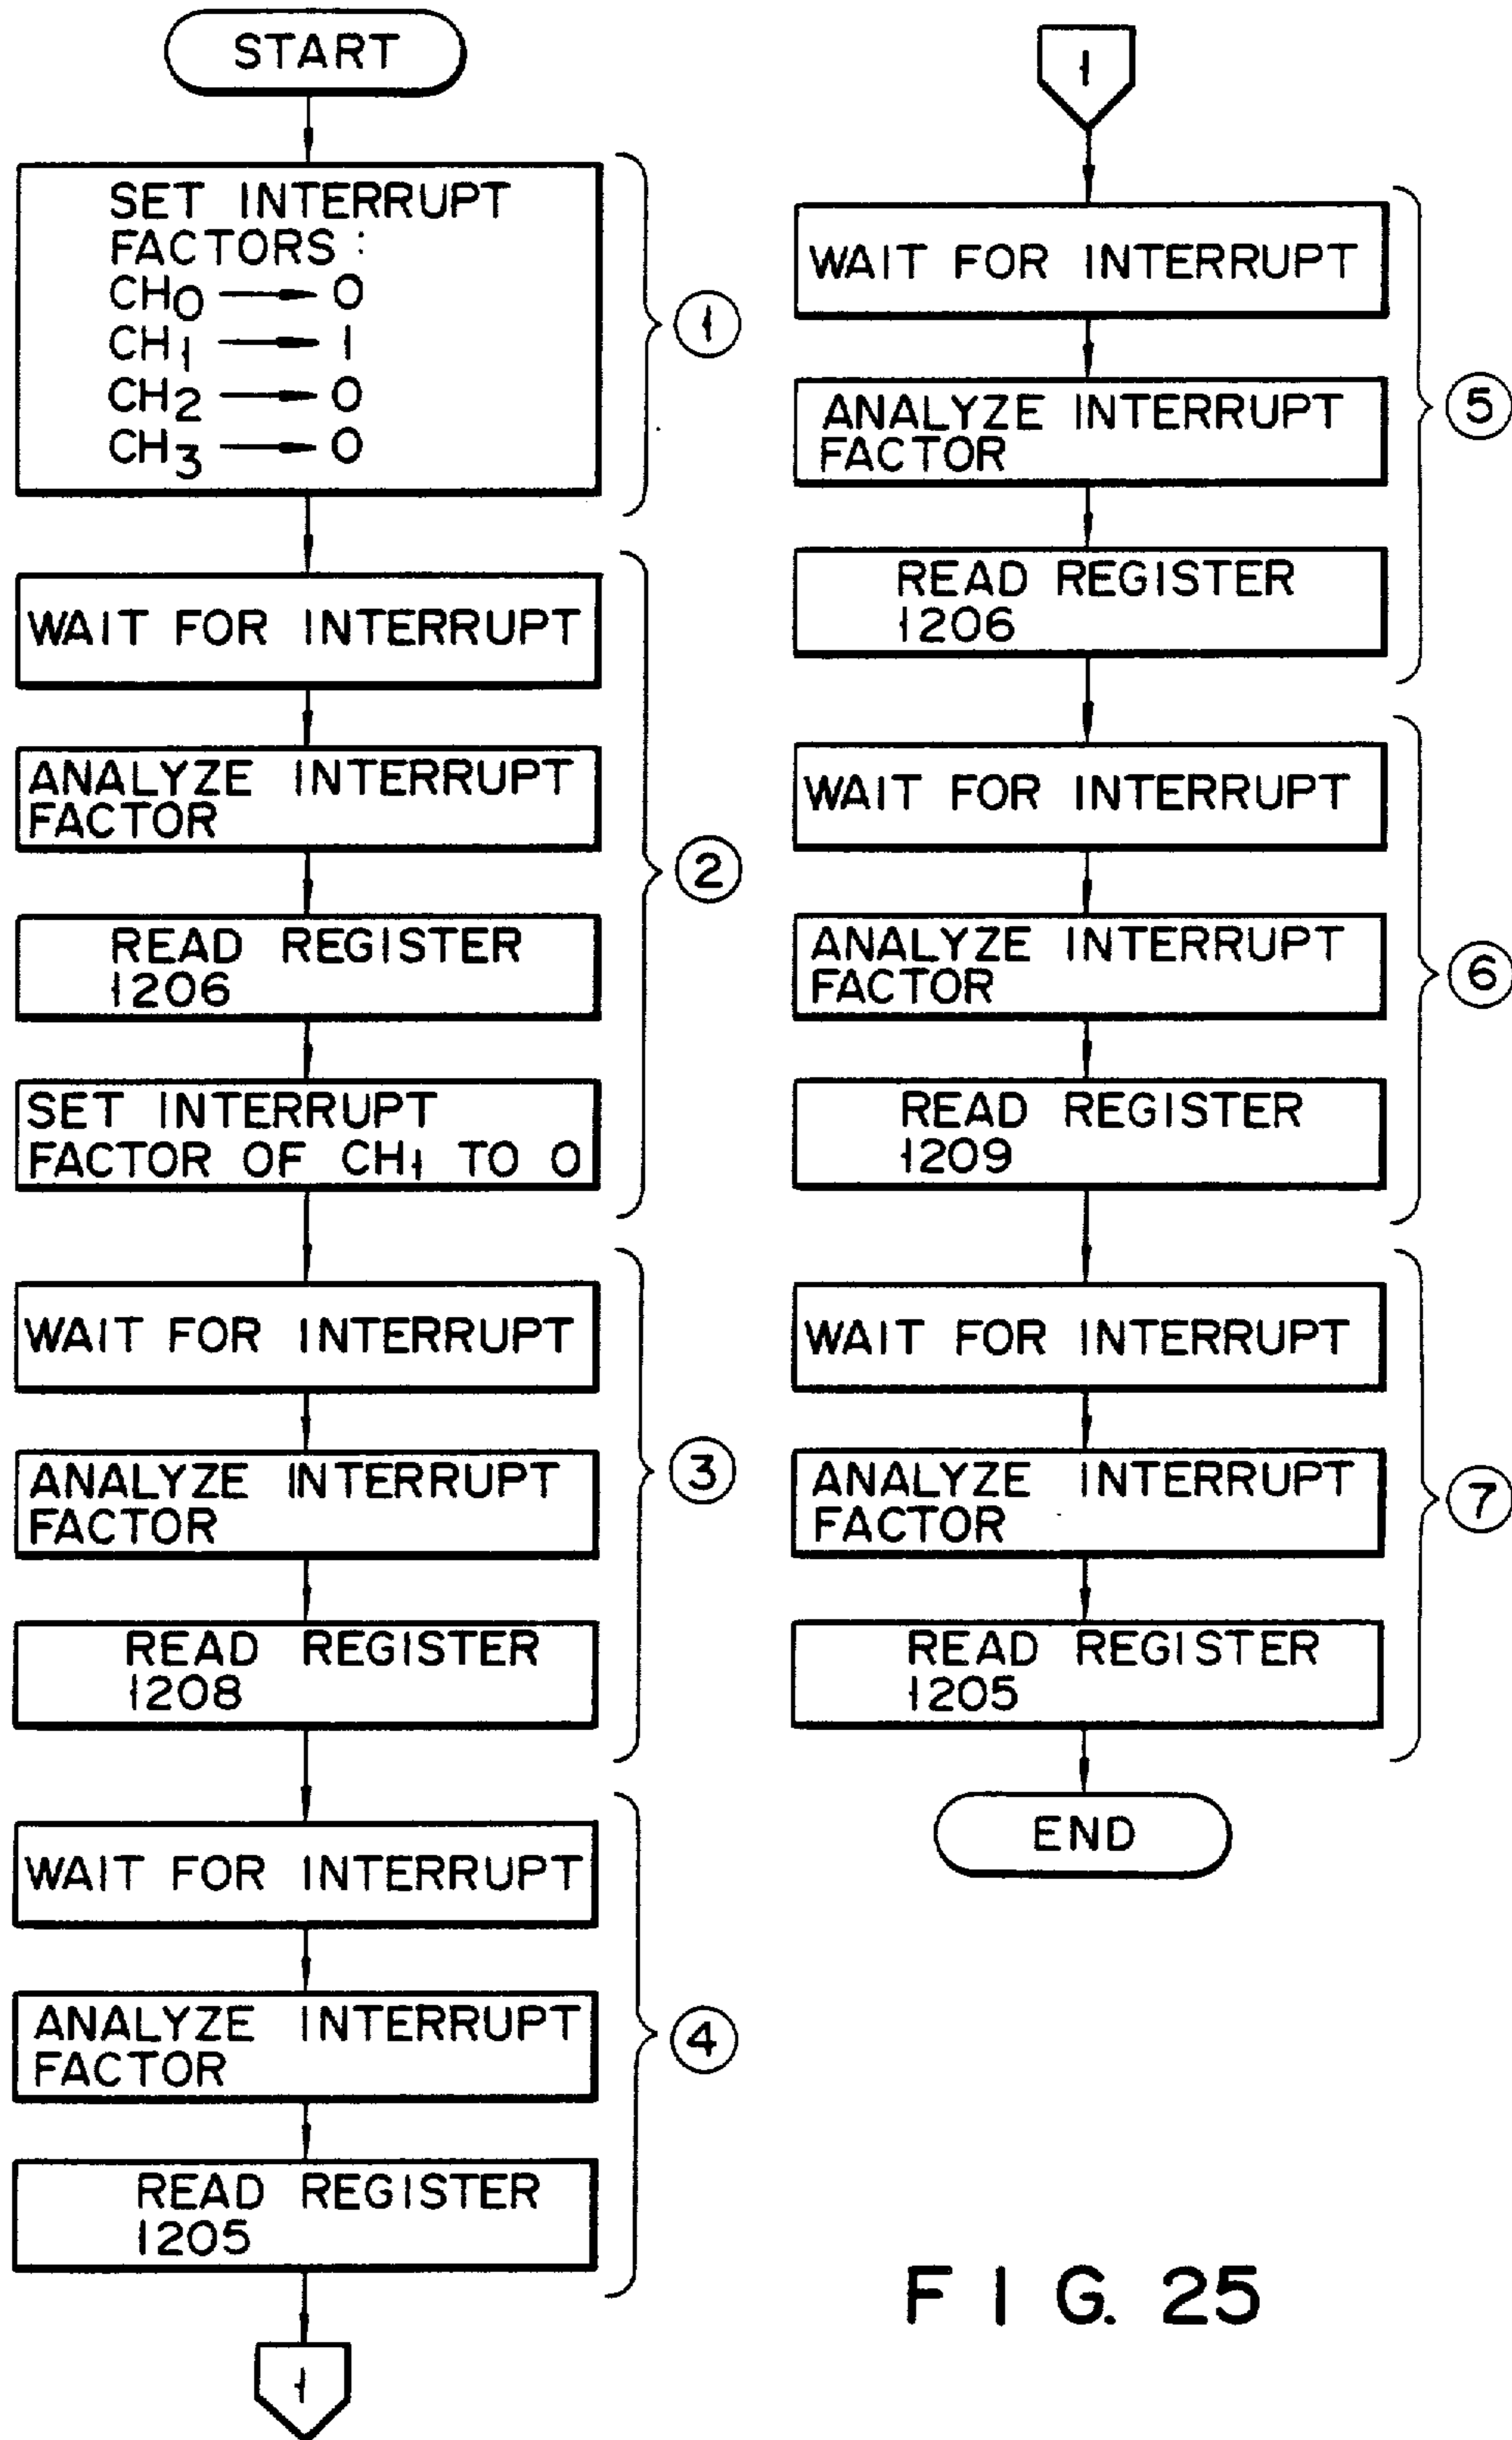 START
SET INTERRUPT
FACTORS :
CH0 → 0
CH1 → 1
CH2 → 0
CH3 → 0
1
WAIT FOR INTERRUPT
ANALYZE INTERRUPT
FACTOR
READ REGISTER
1206
SET INTERRUPT
FACTOR OF CH1 TO 0
2
WAIT FOR INTERRUPT
ANALYZE INTERRUPT
FACTOR
READ REGISTER
1208
3
WAIT FOR INTERRUPT
ANALYZE INTERRUPT
FACTOR
READ REGISTER
1205
4
1
1
WAIT FOR INTERRUPT
ANALYZE INTERRUPT
FACTOR
READ REGISTER
1206
5
WAIT FOR INTERRUPT
ANALYZE INTERRUPT
FACTOR
READ REGISTER
1209
6
WAIT FOR INTERRUPT
ANALYZE INTERRUPT
FACTOR
READ REGISTER
1205
7
END
FIG. 25